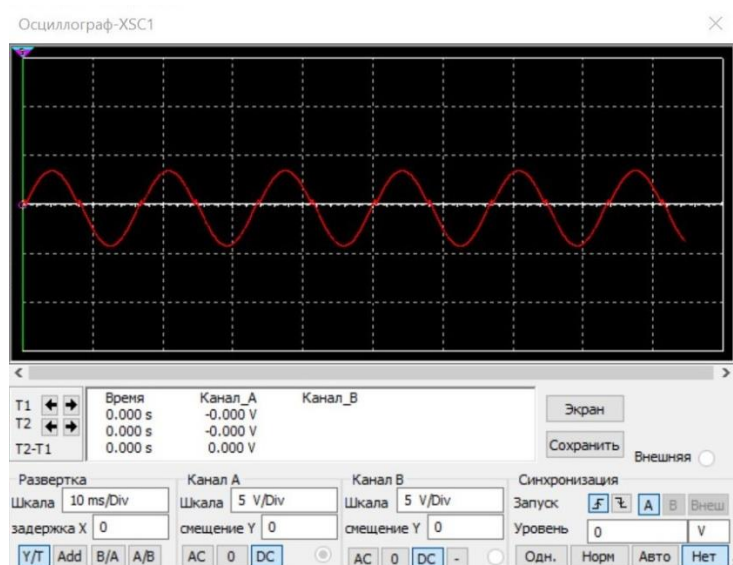 Осциллограф-XSC1
Время Канал_A Канал_B
T1 0.000 s -0.000 V
T2 0.000 s -0.000 V
T2-T1 0.000 s 0.000 V
Экран
Сохранить
Внешняя
Развертка Канал A Канал B Синхронизация
Шкала 10 ms/Div Шкала 5 V/Div Шкала 5 V/Div Запуск A B Внеш
задержка X 0 смещение Y 0 смещение Y 0 Уровень 0 V
Y/T Add B/A A/B AC 0 DC AC 0 DC - Одн. Норм Авто Нет